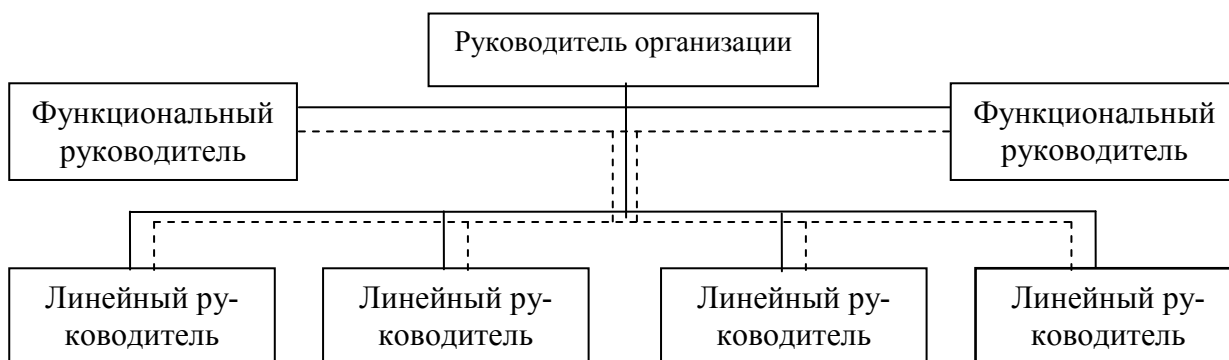 Руководитель организации
Функциональный
руководитель
Функциональный
руководитель
Линейный ру-
ководитель
Линейный ру-
ководитель
Линейный ру-
ководитель
Линейный ру-
ководитель